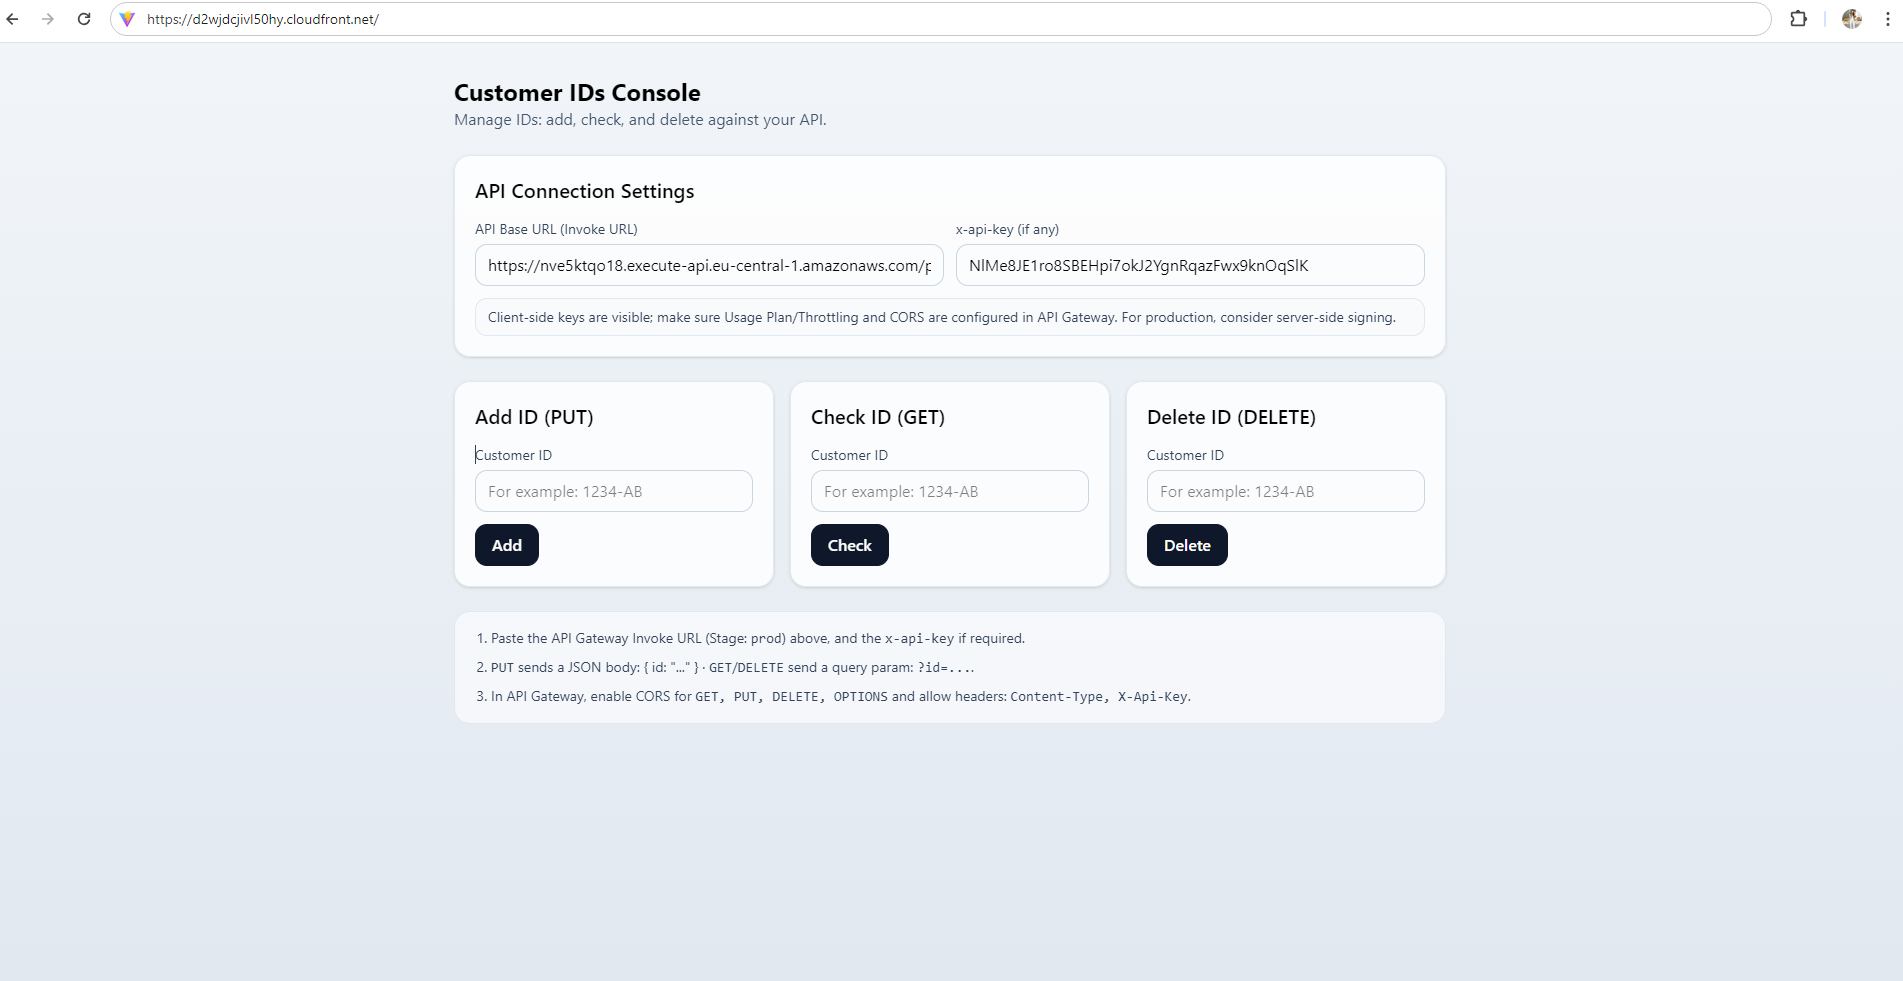 https://d2wjdcjivl50hy.cloudfront.net/
Customer IDs Console
Manage IDs: add, check, and delete against your API.
API Connection Settings
API Base URL (Invoke URL)
x-api-key (if any)
https://nve5ktqo18.execute-api.eu-central-1.amazonaws.com/p
NlMe8JE1ro8SBEHpi7okJ2YgnRqazFwx9knOqSlK
Client-side keys are visible; make sure Usage Plan/Throttling and CORS are configured in API Gateway. For production, consider server-side signing.
Add ID (PUT)
Customer ID
For example: 1234-AB
Add
Check ID (GET)
Customer ID
For example: 1234-AB
Check
Delete ID (DELETE)
Customer ID
For example: 1234-AB
Delete
1. Paste the API Gateway Invoke URL (Stage: prod) above, and the x-api-key if required.
2. PUT sends a JSON body: { id: "..." } · GET/DELETE send a query param: ?id=....
3. In API Gateway, enable CORS for GET, PUT, DELETE, OPTIONS and allow headers: Content-Type, X-Api-Key.